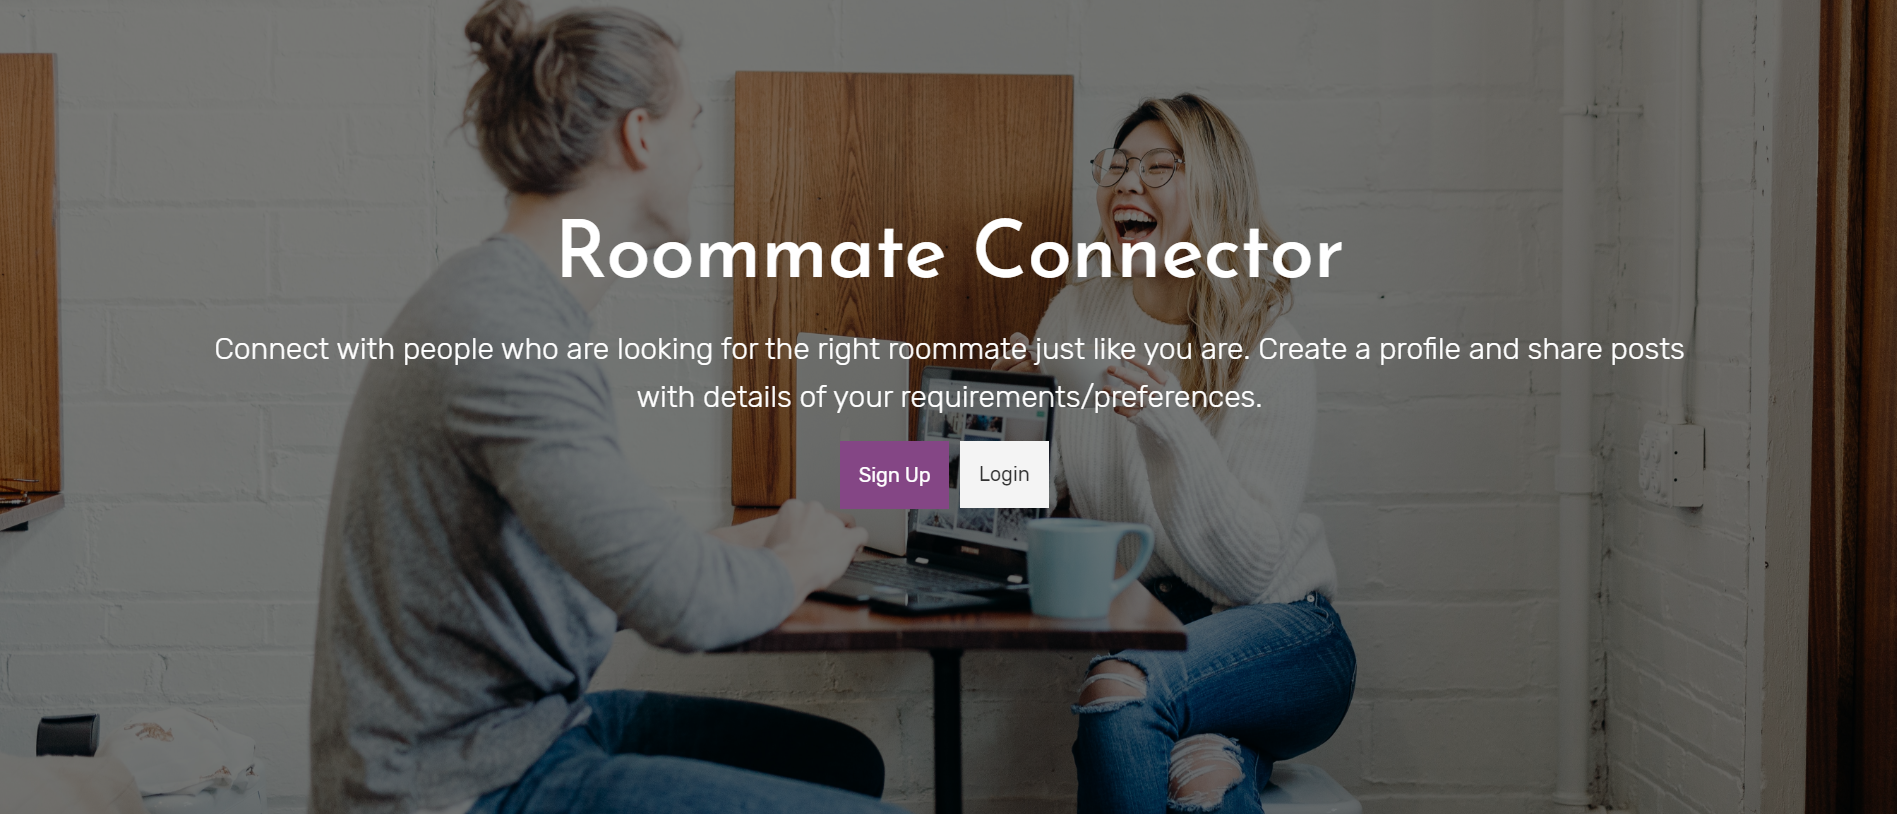 Roommate Connector
Connect with people who are looking for the right roommate just like you are. Create a profile and share posts
with details of your requirements/preferences.
Sign Up
Login